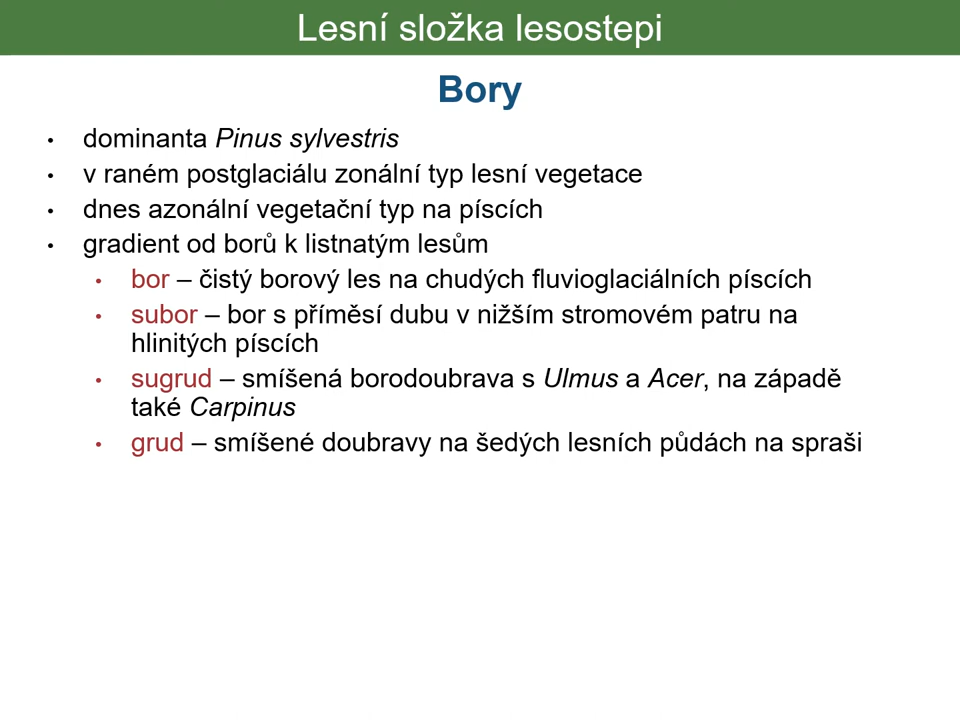 Lesní složka lesostepi
Bory
• dominanta Pinus sylvestris
• v raném postglaciálu zonální typ lesní vegetace
• dnes azonální vegetační typ na píscích
• gradient od borů k listnatým lesům
• bor – čistý borový les na chudých fluvioglaciálních píscích
• subor – bor s příměsí dubu v nižším stromovém patru na
hlinitých píscích
• sugrud – smíšená borodoubrava s Ulmus a Acer, na západě
také Carpinus
• grud – smíšené doubravy na šedých lesních půdách na spraši